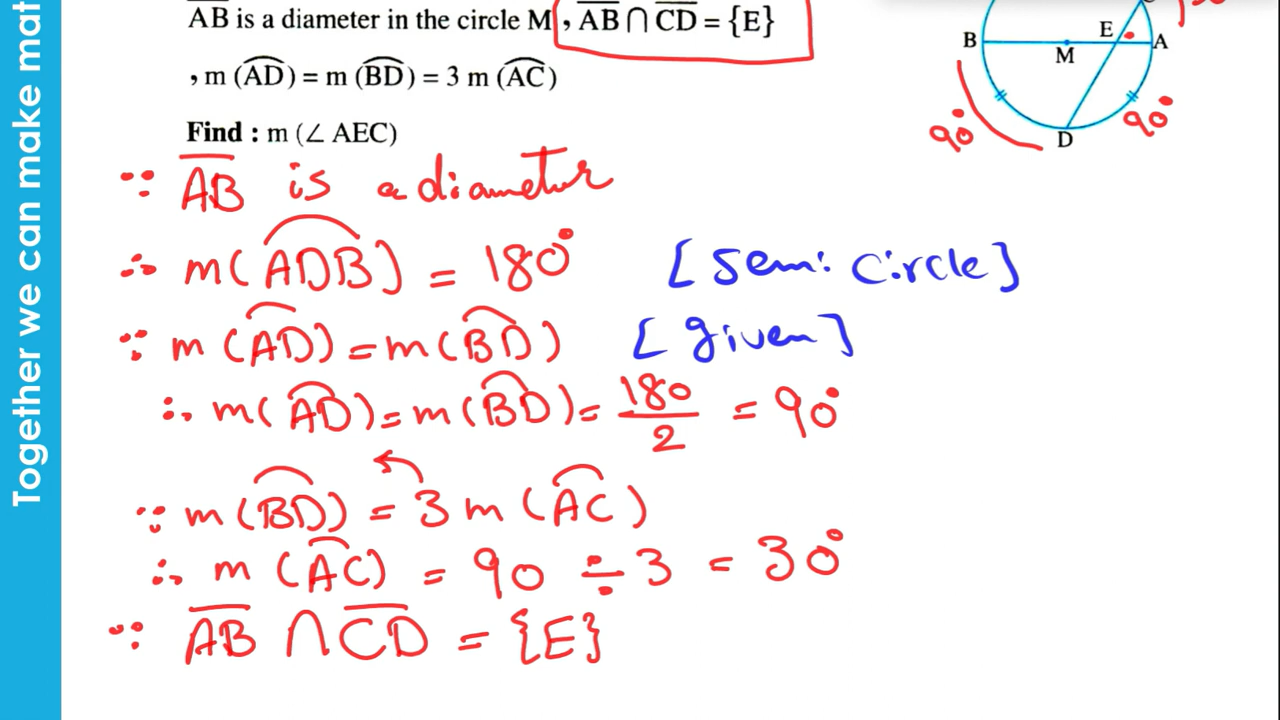 Together we can make mat
AB is a diameter in the circle M , AB ∩ CD = {E}
, m (AD) = m (BD) = 3 m (AC)
Find : m (∠ AEC)
B
M
E
A
D
90°
90°
∵ AB is a diameter
∴ m(ADB) = 180° [semi circle]
∵ m(AD) = m(BD) [given]
∴ m(AD) = m(BD) = 180/2 = 90°
∵ m(BD) = 3 m (AC)
∴ m (AC) = 90 ÷ 3 = 30°
∵ AB ∩ CD = {E}